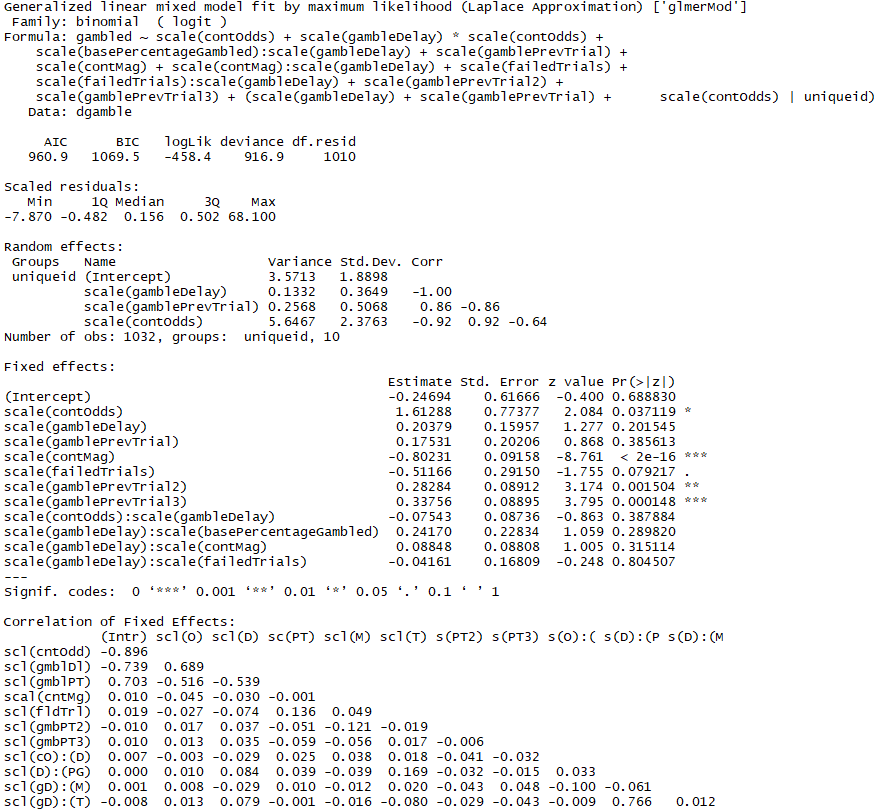 Generalized linear mixed model fit by maximum likelihood (Laplace Approximation) ['glmerMod']
 Family: binomial  ( logit )
Formula: gambled ~ scale(contOdds) + scale(gambleDelay) * scale(contOdds) +
    scale(basePercentageGambled):scale(gambleDelay) + scale(gamblePrevTrial) +
    scale(contMag) + scale(contMag):scale(gambleDelay) + scale(failedTrials) +
    scale(failedTrials):scale(gambleDelay) + scale(gamblePrevTrial2) +
    scale(gamblePrevTrial3) + (scale(gambleDelay) + scale(gamblePrevTrial) +      scale(contOdds) | uniqueid)
   Data: dgamble
     AIC      BIC   logLik deviance df.resid
   960.9   1069.5   -458.4    916.9     1010
Scaled residuals:
   Min     1Q Median     3Q    Max
-7.870 -0.482  0.156  0.502 68.100
Random effects:
 Groups   Name                   Variance Std.Dev. Corr
 uniqueid (Intercept)            3.5713   1.8898
          scale(gambleDelay)     0.1332   0.3649   -1.00
          scale(gamblePrevTrial) 0.2568   0.5068    0.86 -0.86
          scale(contOdds)        5.6467   2.3763   -0.92  0.92 -0.64
Number of obs: 1032, groups:  uniqueid, 10
Fixed effects:
                                                Estimate Std. Error z value Pr(>|z|)
(Intercept)                                     -0.24694    0.61666  -0.400 0.688830
scale(contOdds)                                  1.61288    0.77377   2.084 0.037119 *
scale(gambleDelay)                               0.20379    0.15957   1.277 0.201545
scale(gamblePrevTrial)                           0.17531    0.20206   0.868 0.385613
scale(contMag)                                  -0.80231    0.09158  -8.761  < 2e-16 ***
scale(failedTrials)                             -0.51166    0.29150  -1.755 0.079217 .
scale(gamblePrevTrial2)                          0.28284    0.08912   3.174 0.001504 **
scale(gamblePrevTrial3)                          0.33756    0.08895   3.795 0.000148 ***
scale(contOdds):scale(gambleDelay)              -0.07543    0.08736  -0.863 0.387884
scale(gambleDelay):scale(basePercentageGambled)  0.24170    0.22834   1.059 0.289820
scale(gambleDelay):scale(contMag)                0.08848    0.08808   1.005 0.315114
scale(gambleDelay):scale(failedTrials)          -0.04161    0.16809  -0.248 0.804507
---
Signif. codes:  0 ‘***’ 0.001 ‘**’ 0.01 ‘*’ 0.05 ‘.’ 0.1 ‘ ’ 1
Correlation of Fixed Effects:
            (Intr) scl(O) scl(D) sc(PT) scl(M) scl(T) s(PT2) s(PT3) s(O):( s(D):(P s(D):(M
scl(cntOdd) -0.896
scl(gmblDl) -0.739  0.689
scl(gmblPT)  0.703 -0.516 -0.539
scal(cntMg)  0.010 -0.045 -0.030 -0.001
scl(fldTrl)  0.019 -0.027 -0.074  0.136  0.049
scl(gmbPT2) -0.010  0.017  0.037 -0.051 -0.121 -0.019
scl(gmbPT3)  0.010  0.013  0.035 -0.059 -0.056  0.017 -0.006
scl(cO):(D)  0.007 -0.003 -0.029  0.025  0.038  0.018 -0.041 -0.032
scl(D):(PG)  0.000  0.010  0.084  0.039 -0.039  0.169 -0.032 -0.015  0.033
scl(gD):(M)  0.001  0.008 -0.029  0.010 -0.012  0.020 -0.043  0.048 -0.100 -0.061
scl(gD):(T) -0.008  0.013  0.079 -0.001 -0.016 -0.080 -0.029 -0.043 -0.009  0.766   0.012